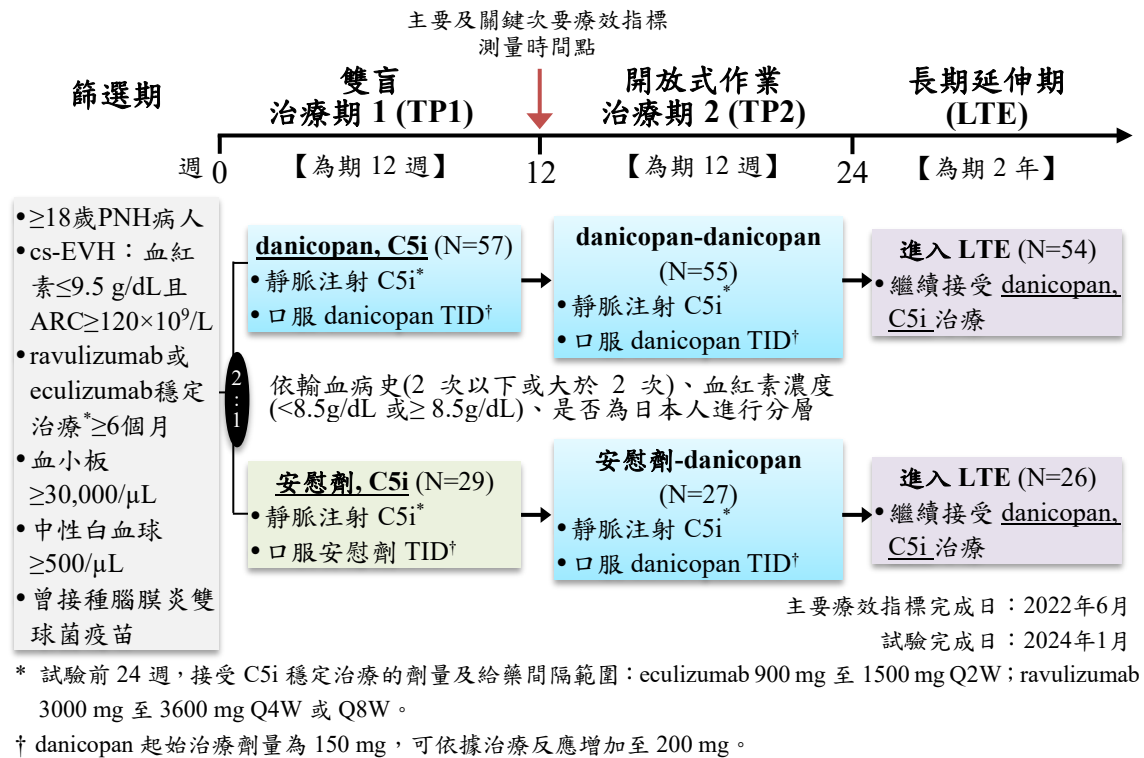 主要及關鍵次要療效指標
測量時間點
篩選期
雙盲
治療期 1 (TP1)
開放式作業
治療期 2 (TP2)
長期延伸期
(LTE)
週 0
【為期 12 週】
12
【為期 12 週】
24
【為期 2 年】
•≥18歲PNH病人
•cs-EVH：血紅
素≤9.5 g/dL且
ARC≥120×10⁹/L
•ravulizumab或
eculizumab穩定
治療*≥6個月
•血小板
≥30,000/µL
•中性白血球
≥500/µL
•曾接種腦膜炎雙
球菌疫苗
2:1
danicopan, C5i (N=57)
•靜脈注射 C5i*
•口服 danicopan TID†
danicopan-danicopan
(N=55)
•靜脈注射 C5i*
•口服 danicopan TID†
進入 LTE (N=54)
•繼續接受 danicopan,
C5i 治療
依輸血病史(2 次以下或大於 2 次)、血紅素濃度
(<8.5g/dL 或≥ 8.5g/dL)、是否為日本人進行分層
安慰劑, C5i (N=29)
•靜脈注射 C5i*
•口服安慰劑 TID†
安慰劑-danicopan
(N=27)
•靜脈注射 C5i*
•口服 danicopan TID†
進入 LTE (N=26)
•繼續接受 danicopan,
C5i 治療
主要療效指標完成日：2022年6月
試驗完成日：2024年1月
* 試驗前 24 週，接受 C5i 穩定治療的劑量及給藥間隔範圍：eculizumab 900 mg 至 1500 mg Q2W；ravulizumab
3000 mg 至 3600 mg Q4W 或 Q8W。
† danicopan 起始治療劑量為 150 mg，可依據治療反應增加至 200 mg。